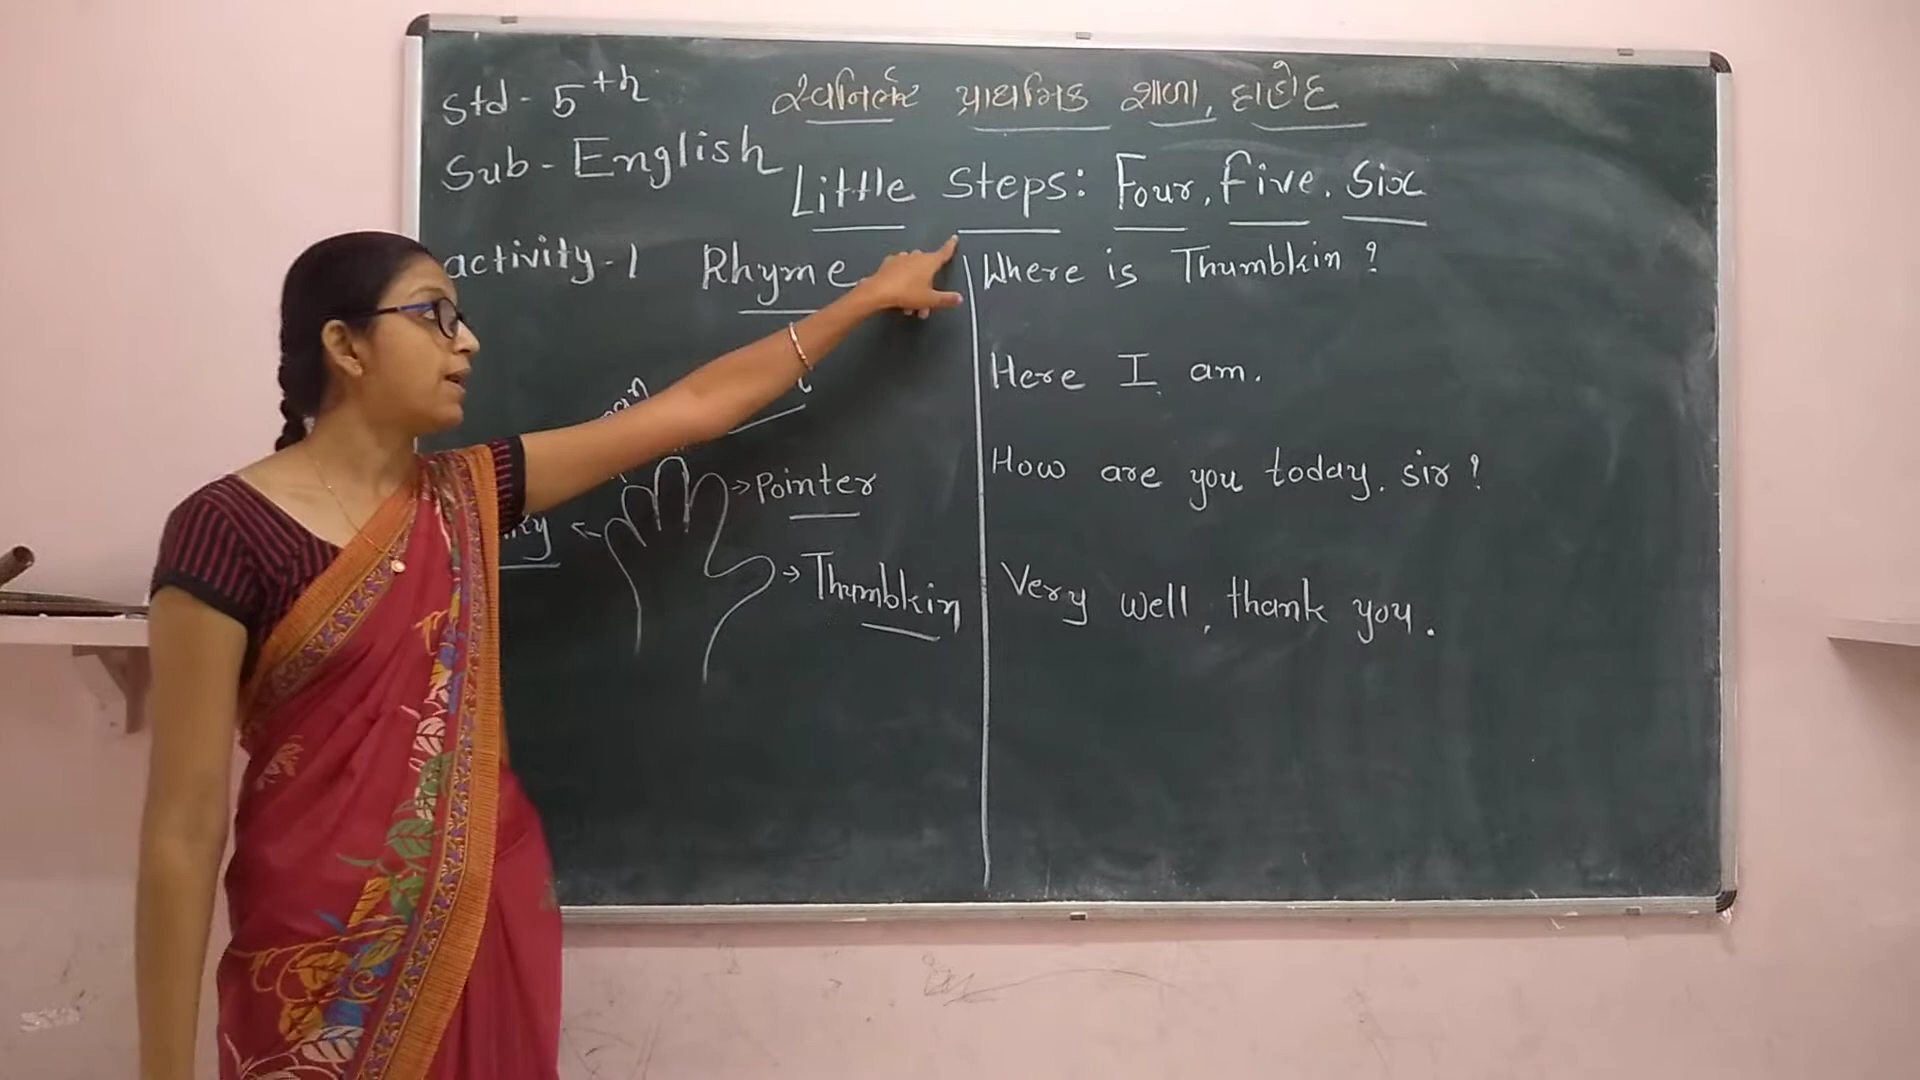 Std - 5th
સ્વનિર્ભર પ્રાથમિક શાળા, દાહોદ
Sub - English
Little Steps: Four, five, Six
activity - 1 Rhyme
Where is Thumbkin ?
Here I am.
Pointer
How are you today, sir ?
Thumbkin
Very well, thank you.